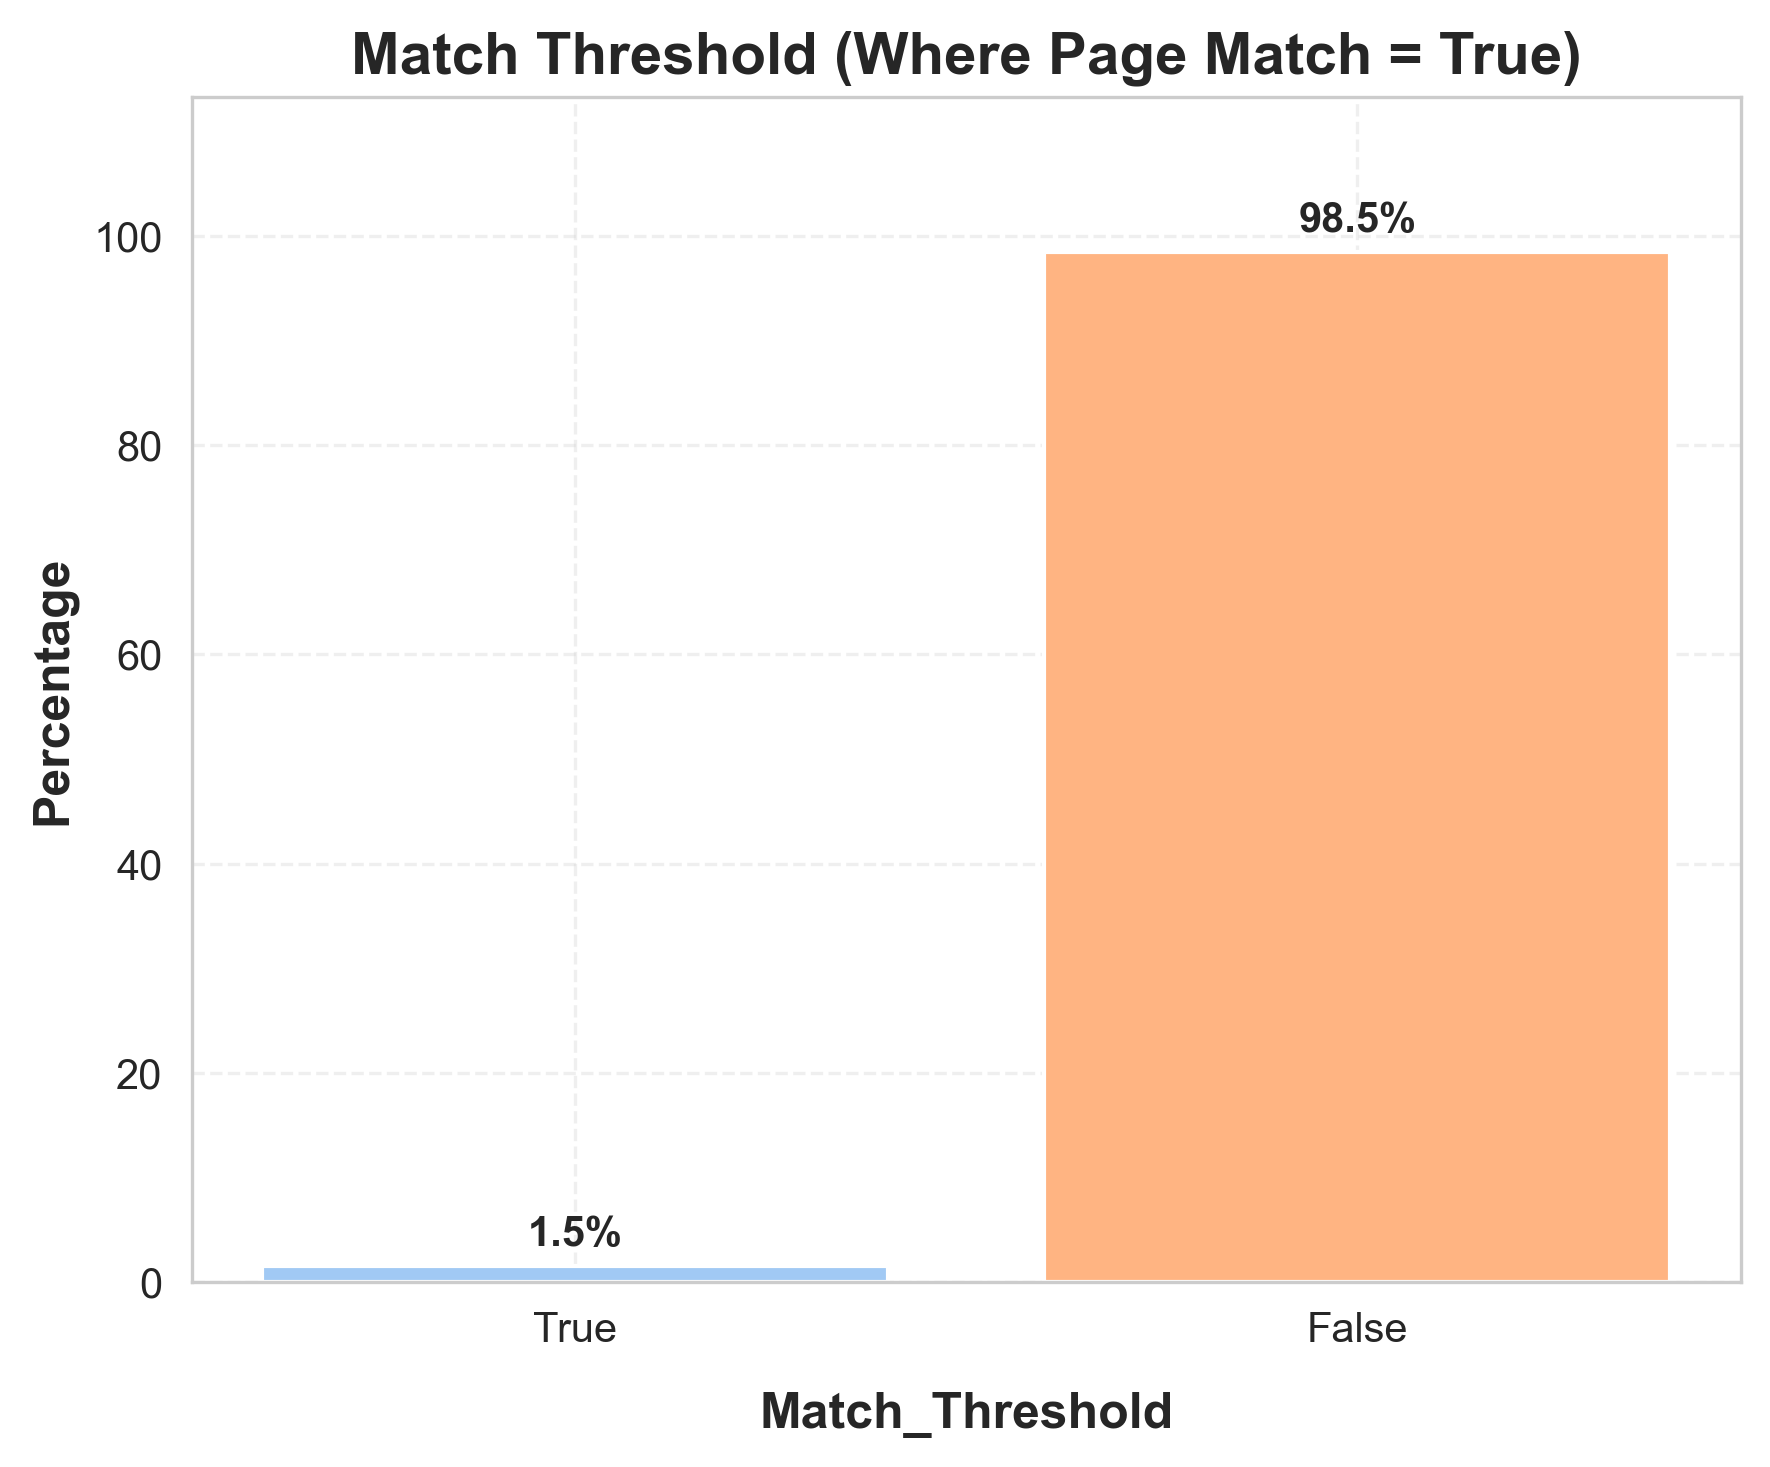 Match Threshold (Where Page Match = True)
Percentage
100
80
60
40
20
0
98.5%
1.5%
True
False
Match_Threshold